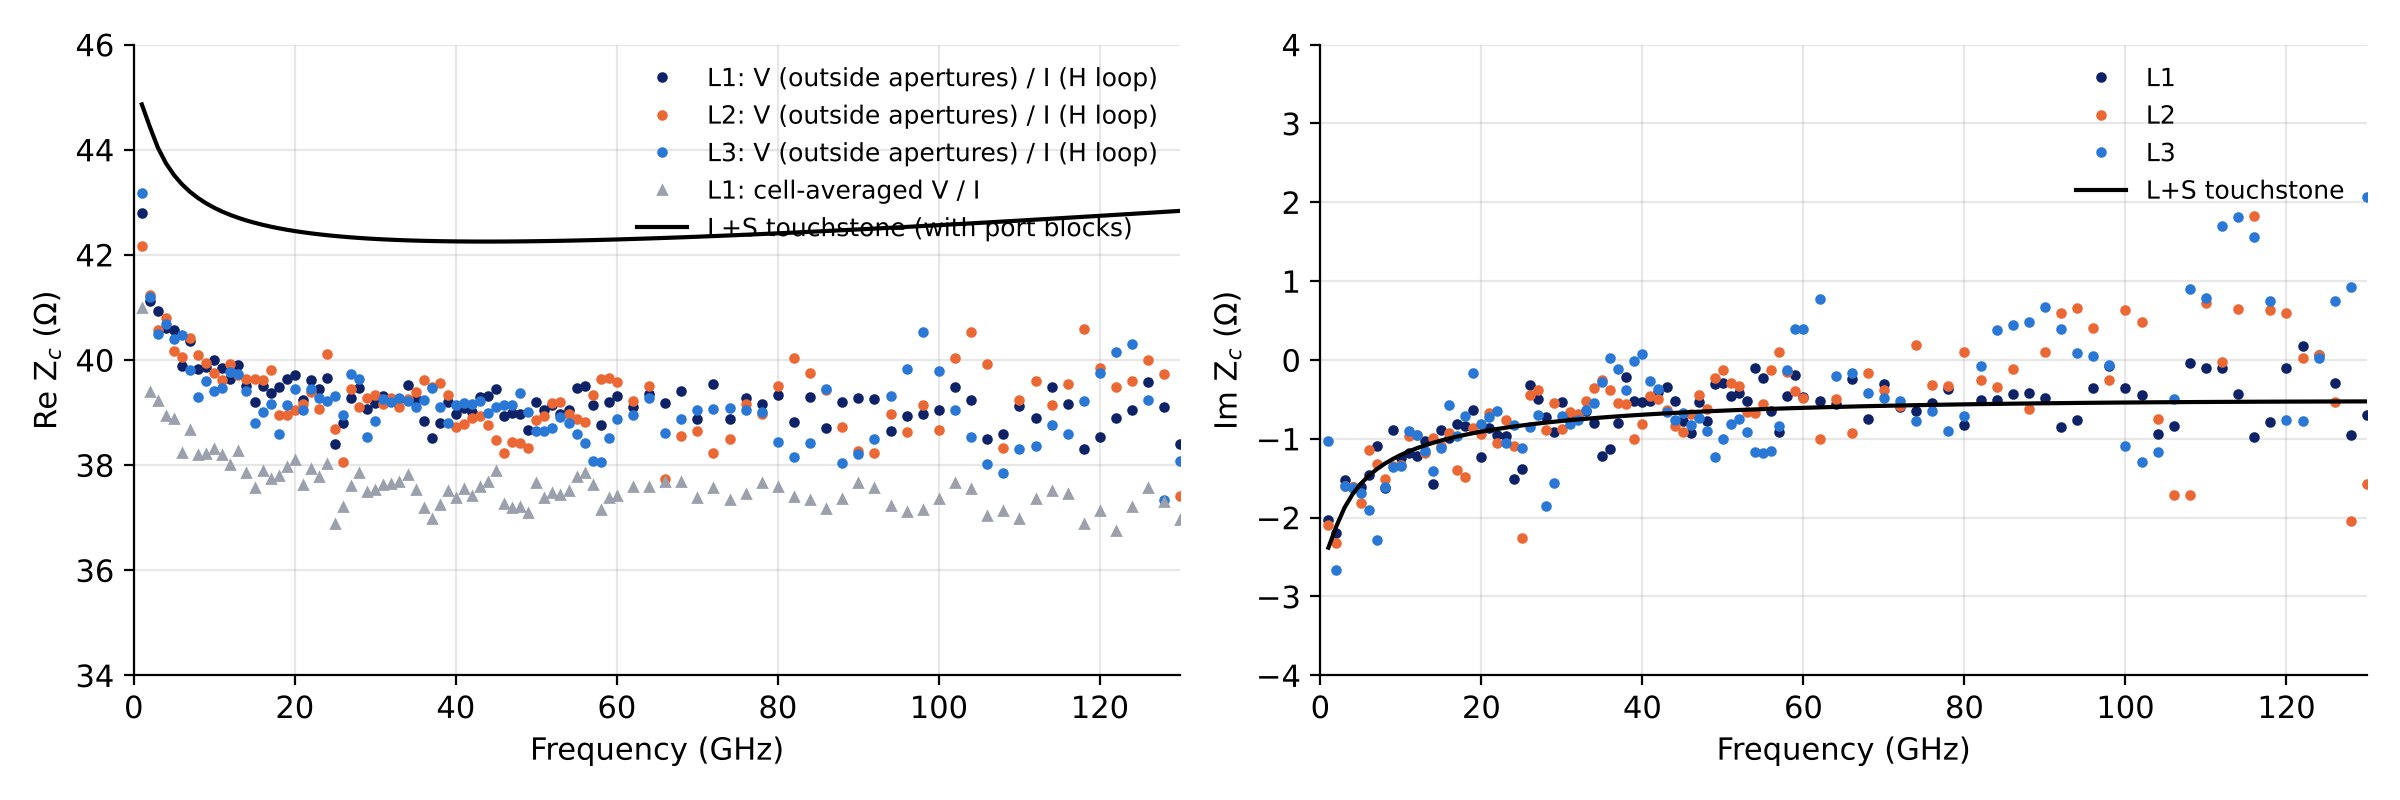 46
44
42
40
38
36
34
0
20
40
60
80
100
120
Re Z_c (Ω)
Frequency (GHz)
L1: V (outside apertures) / I (H loop)
L2: V (outside apertures) / I (H loop)
L3: V (outside apertures) / I (H loop)
L1: cell-averaged V / I
L+S touchstone (with port blocks)
4
3
2
1
0
−1
−2
−3
−4
0
20
40
60
80
100
120
Im Z_c (Ω)
Frequency (GHz)
L1
L2
L3
L+S touchstone